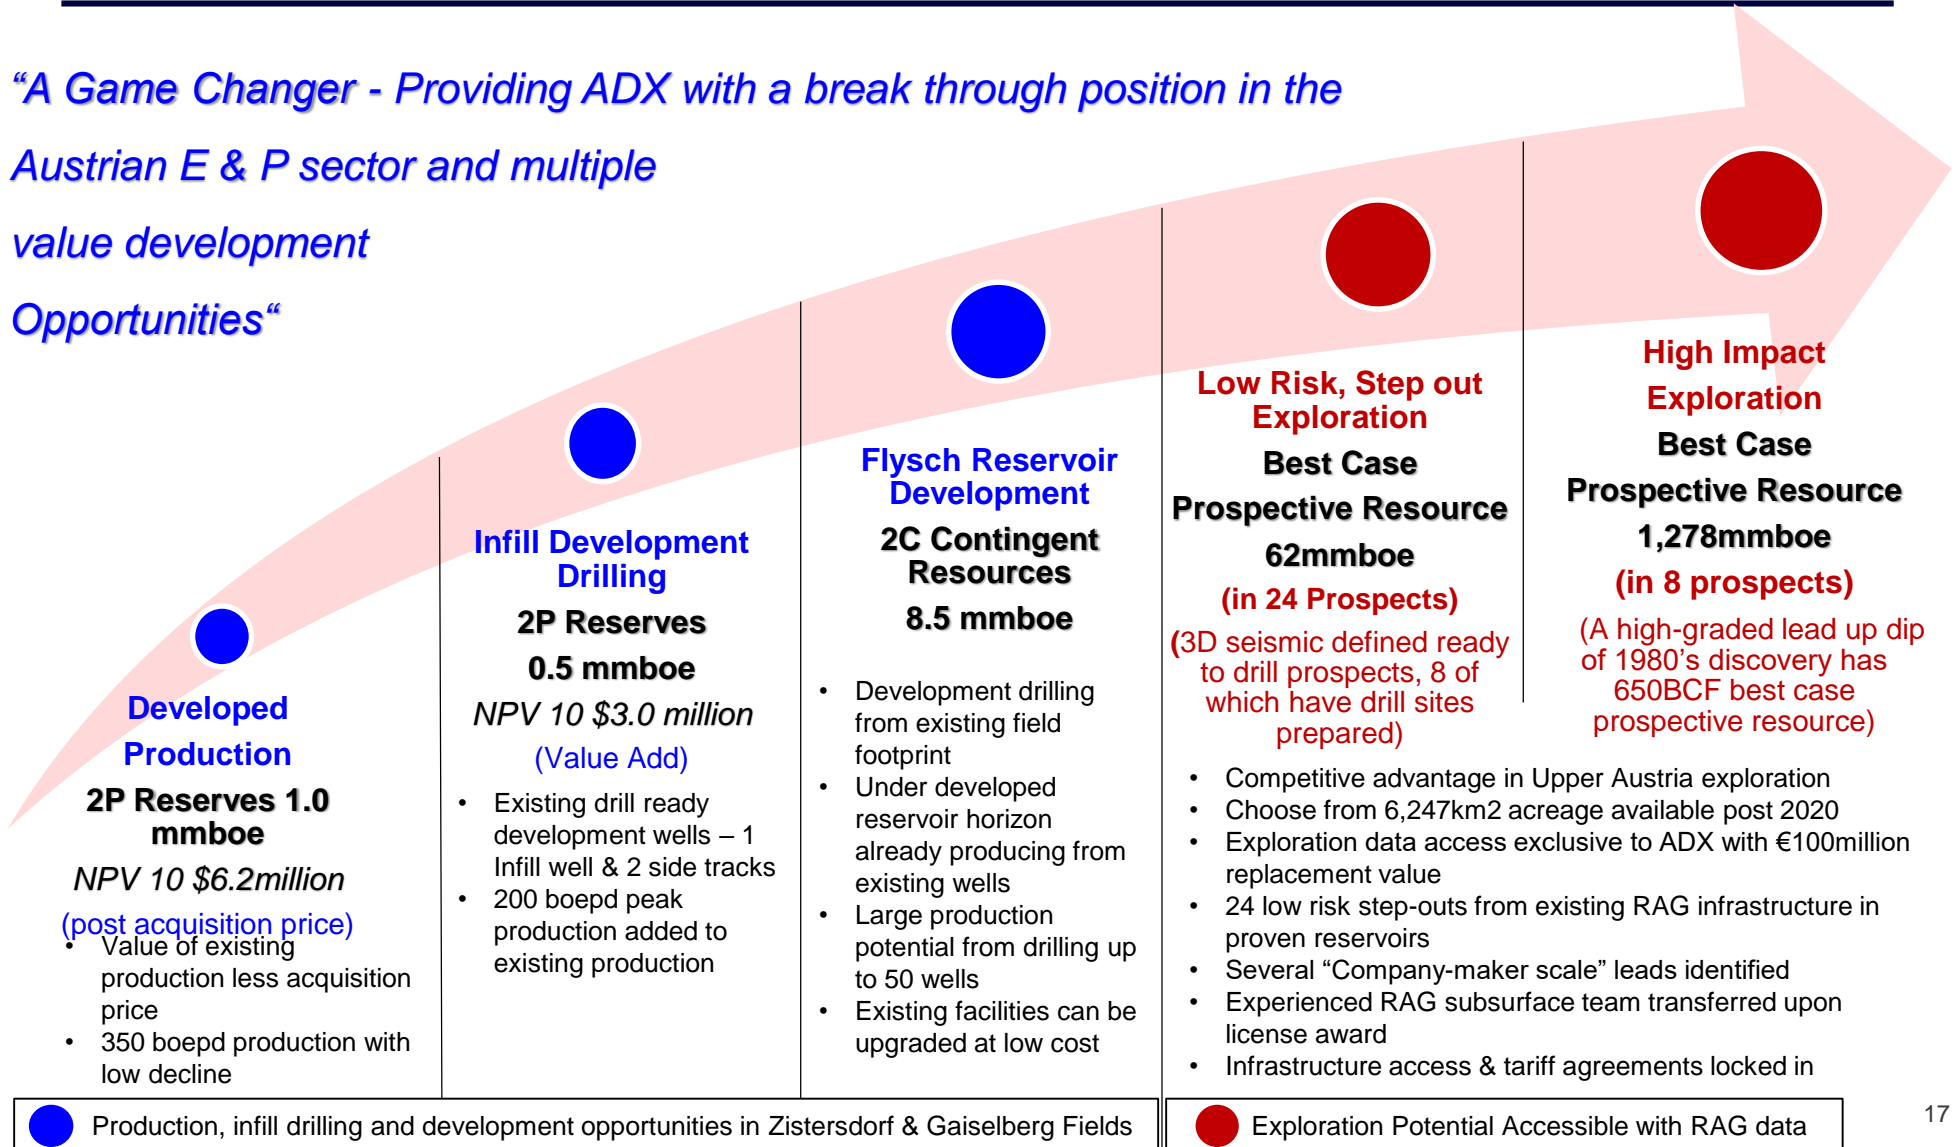 “A Game Changer - Providing ADX with a break through position in the
Austrian E & P sector and multiple
value development
Opportunities“
Developed
Production
2P Reserves 1.0
mmboe
NPV 10 $6.2million
(post acquisition price)
• Value of existing
production less acquisition
price
• 350 boepd production with
low decline
Infill Development
Drilling
2P Reserves
0.5 mmboe
NPV 10 $3.0 million
(Value Add)
• Existing drill ready
development wells – 1
Infill well & 2 side tracks
• 200 boepd peak
production added to
existing production
Flysch Reservoir
Development
2C Contingent
Resources
8.5 mmboe
• Development drilling
from existing field
footprint
• Under developed
reservoir horizon
already producing from
existing wells
• Large production
potential from drilling up
to 50 wells
• Existing facilities can be
upgraded at low cost
Low Risk, Step out
Exploration
Best Case
Prospective Resource
62mmboe
(in 24 Prospects)
(3D seismic defined ready
to drill prospects, 8 of
which have drill sites
prepared)
High Impact
Exploration
Best Case
Prospective Resource
1,278mmboe
(in 8 prospects)
(A high-graded lead up dip
of 1980’s discovery has
650BCF best case
prospective resource)
• Competitive advantage in Upper Austria exploration
• Choose from 6,247km2 acreage available post 2020
• Exploration data access exclusive to ADX with €100million
replacement value
• 24 low risk step-outs from existing RAG infrastructure in
proven reservoirs
• Several “Company-maker scale” leads identified
• Experienced RAG subsurface team transferred upon
license award
• Infrastructure access & tariff agreements locked in
Production, infill drilling and development opportunities in Zistersdorf & Gaiselberg Fields
Exploration Potential Accessible with RAG data
17